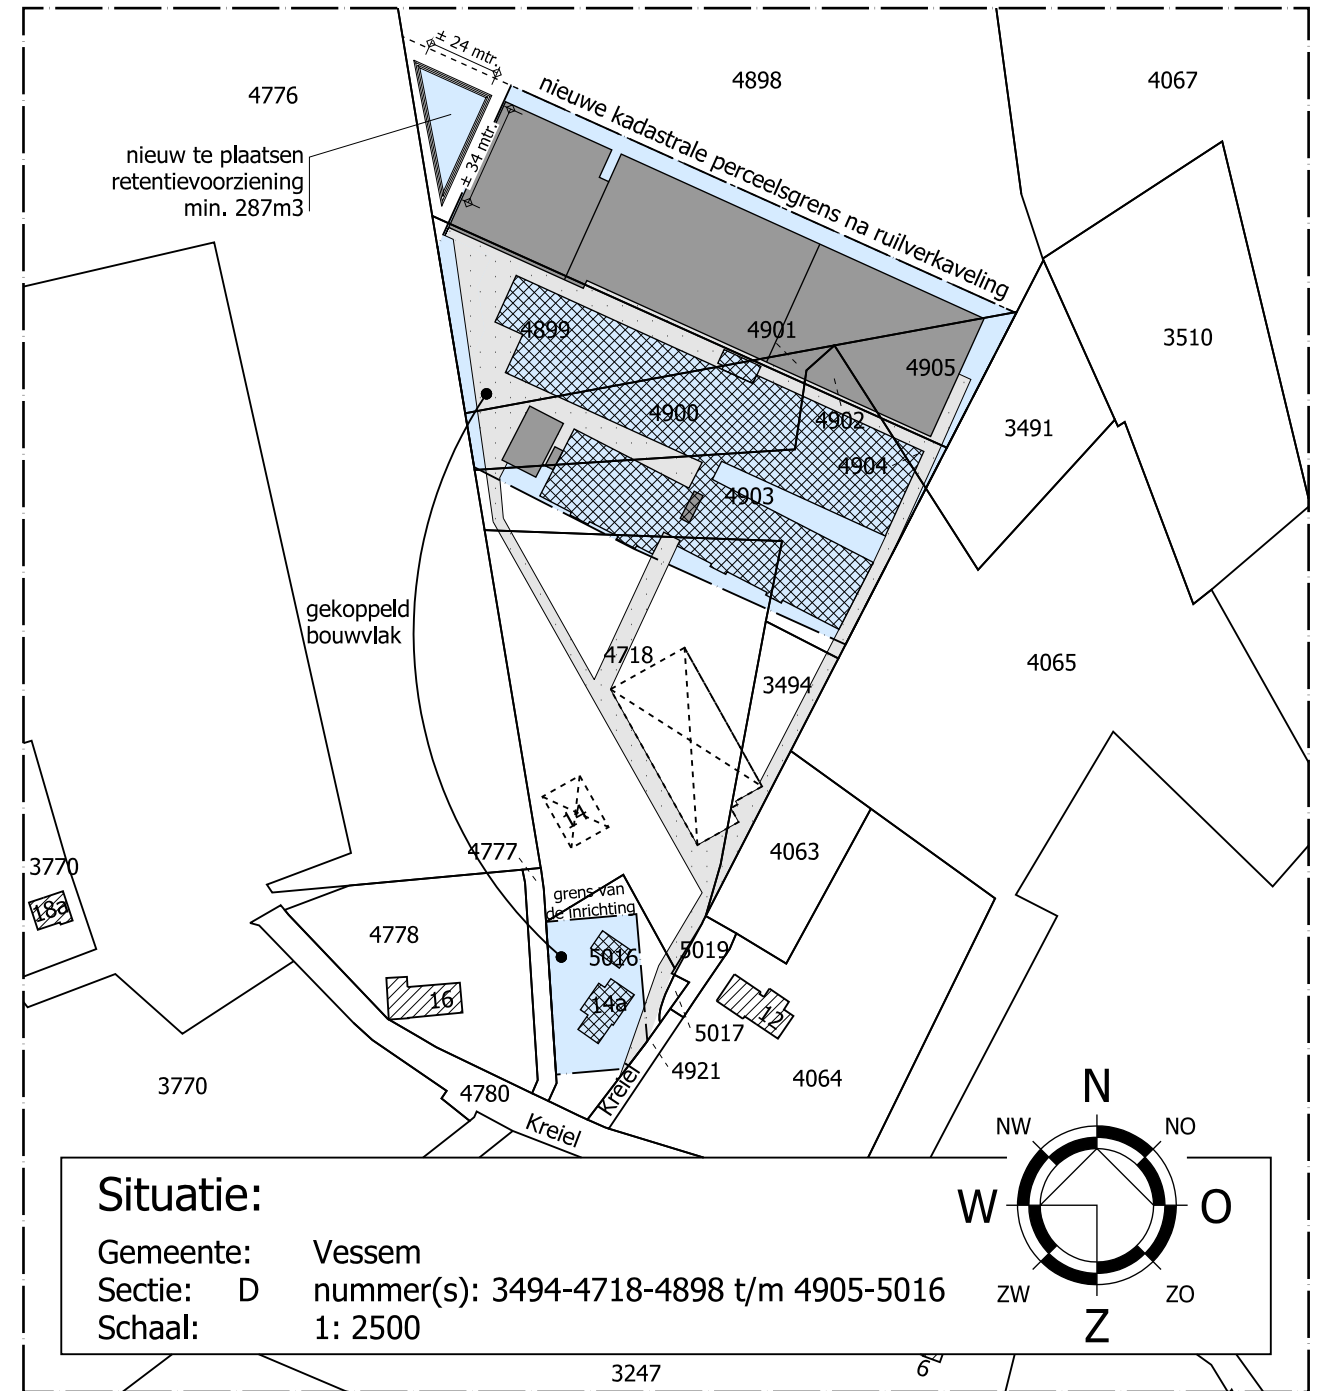 ± 24 mtr.
4776
4898
4067
nieuwe kadastrale perceelsgrens na ruilverkaveling
nieuw te plaatsen
retentievoorziening
min. 287m3
± 34 mtr.
4899
4901
4905
3510
4900
4902
3491
4904
4903
gekoppeld
bouwvlak
4718
3494
4065
14
4777
4063
3770
18a
grens van
de inrichting
4778
5016
5019
16
14a
12
5017
4921
4064
3770
4780
Kreiel
Kreiel
Situatie:
Gemeente: Vessem
Sectie: D nummer(s): 3494-4718-4898 t/m 4905-5016
Schaal: 1: 2500
N
NW
NO
W
O
ZW
ZO
Z
3247
6